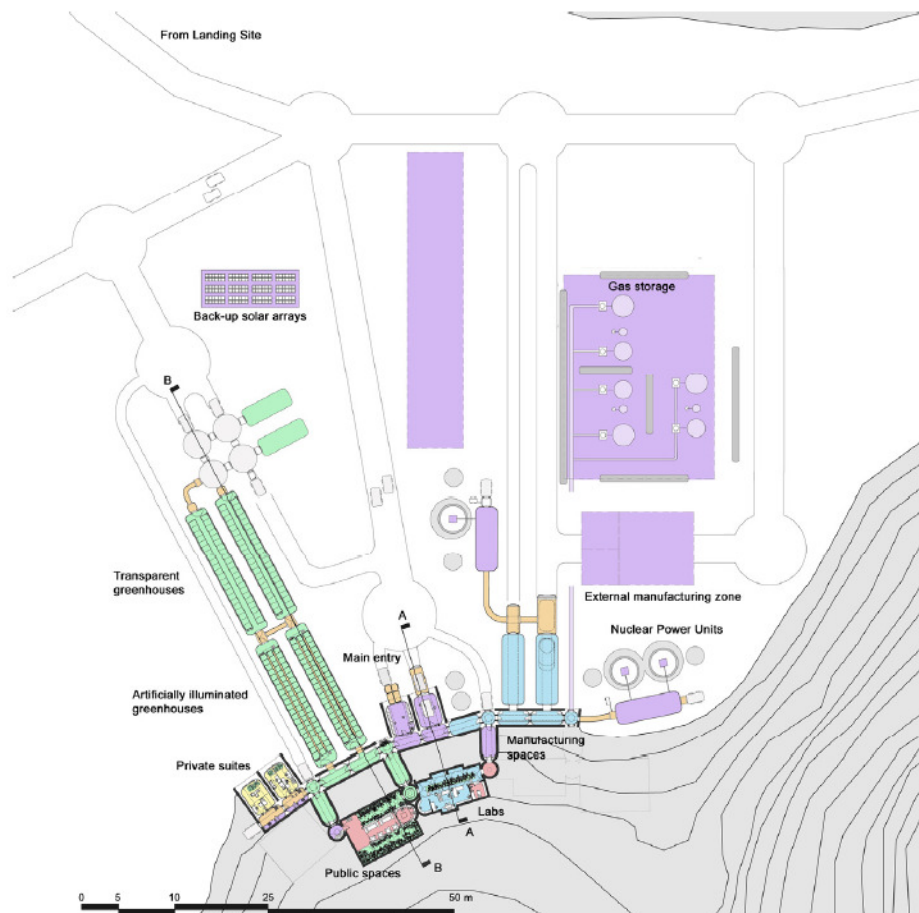 From Landing Site
Gas storage
Back-up solar arrays
B
Transparent
greenhouses
External manufacturing zone
A
Nuclear Power Units
Main entry
Artificially illuminated
greenhouses
Manufacturing
spaces
Private suites
Labs
A
B
Public spaces
0 5 10 25 50 m